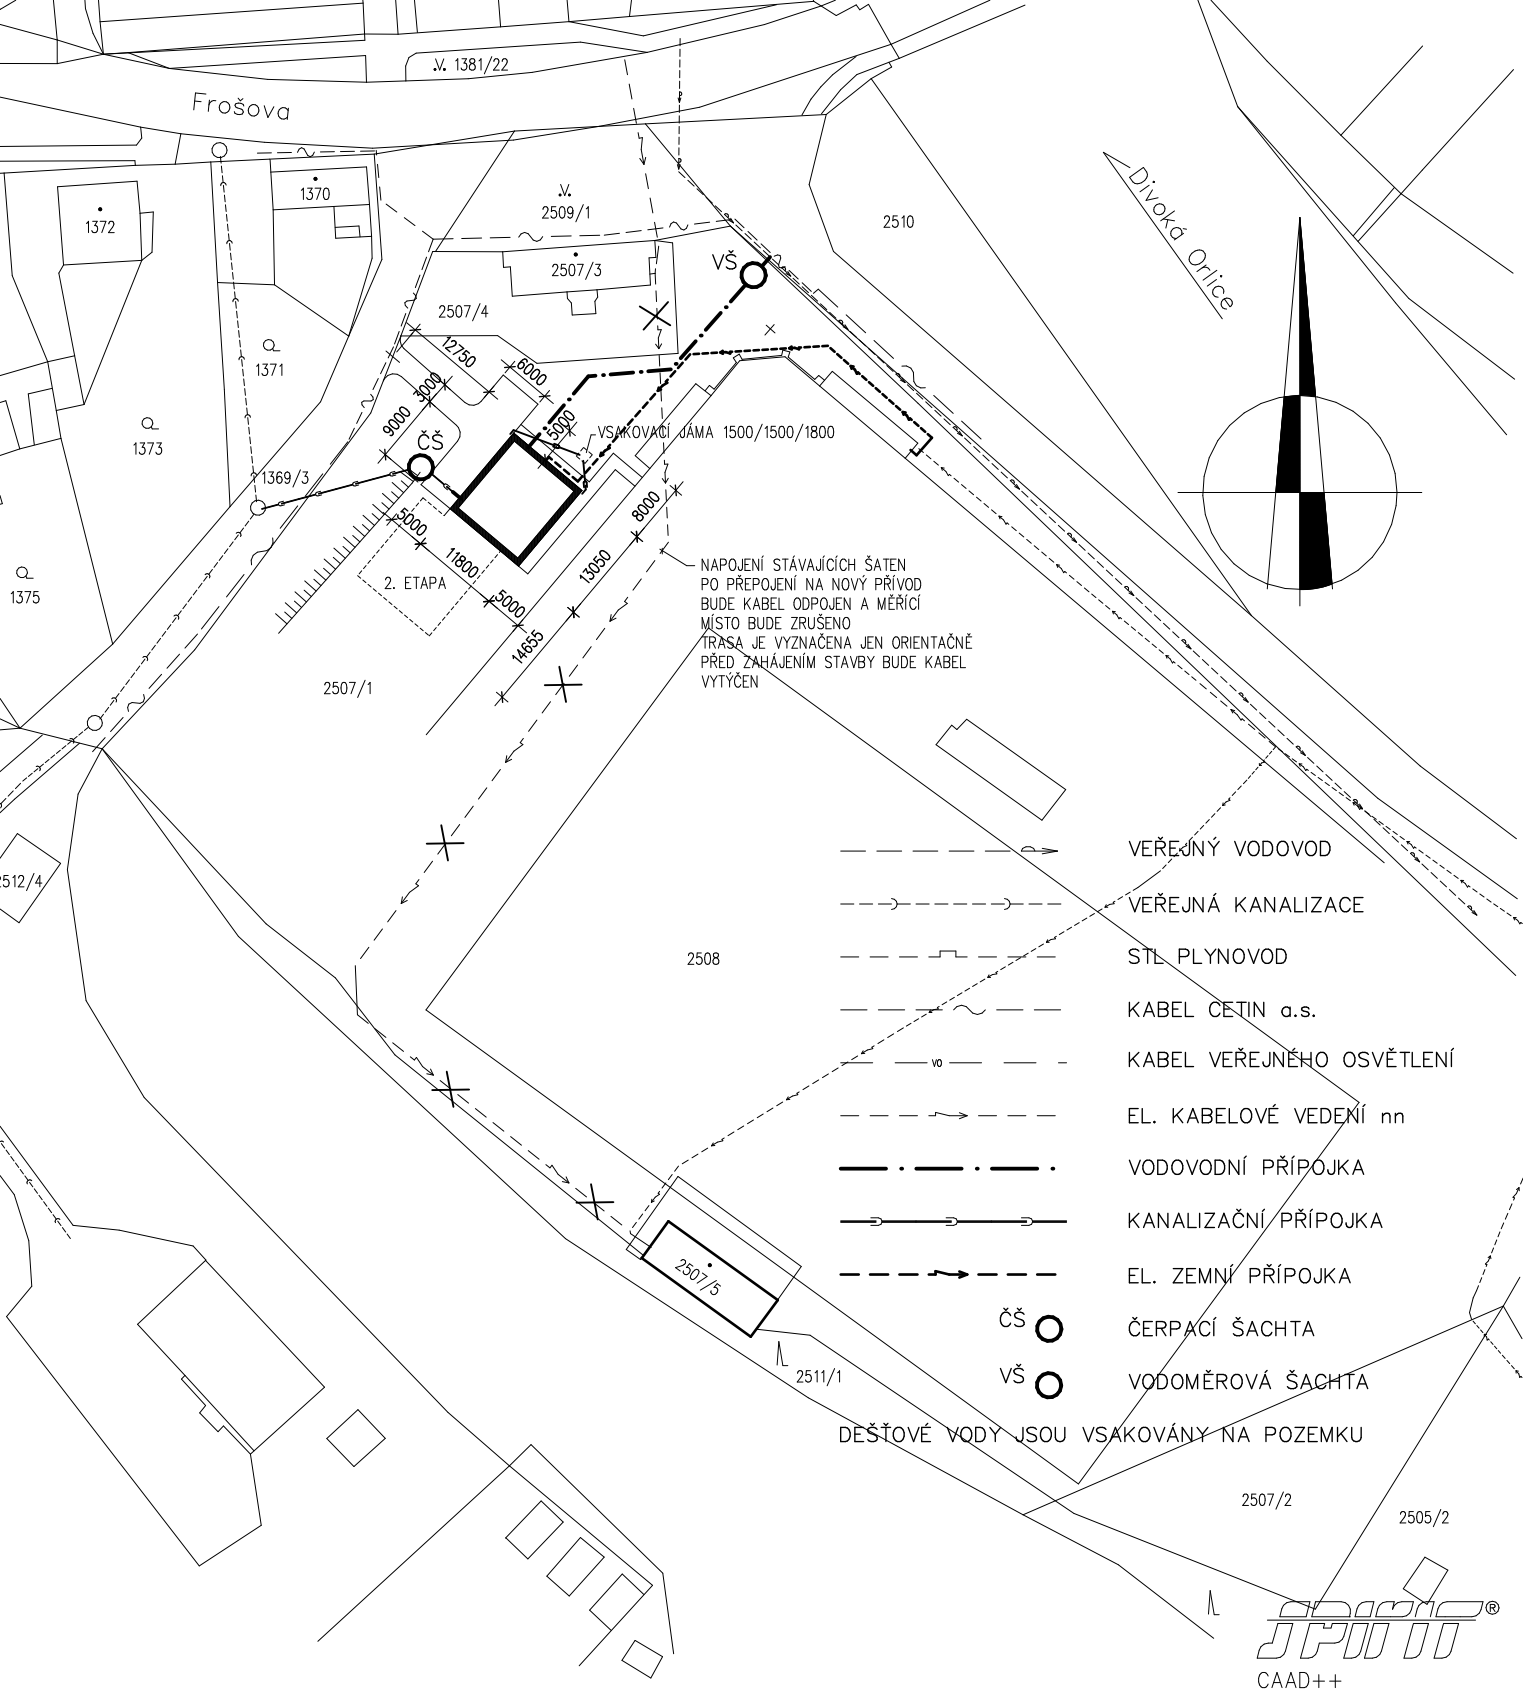 .V. 1381/22
Frošova
1370
1372
.V.
2509/1
2510
Divoká Orlice
VŠ
2507/3
2507/4
12750
6000
3000
1371
9000
ČŠ
5000
VSAKOVACÍ JÁMA 1500/1500/1800
1373
1369/3
8000
5000
11800
13050
2. ETAPA
1375
5000
14655
NAPOJENÍ STÁVAJÍCÍCH ŠATEN
PO PŘEPOJENÍ NA NOVÝ PŘÍVOD
BUDE KABEL ODPOJEN A MĚŘÍCÍ
MÍSTO BUDE ZRUŠENO
TRASA JE VYZNAČENA JEN ORIENTAČNĚ
PŘED ZAHÁJENÍM STAVBY BUDE KABEL
VYTÝČEN
2507/1
2512/4
2508
VEŘEJNÝ VODOVOD
VEŘEJNÁ KANALIZACE
STL PLYNOVOD
KABEL CETIN a.s.
VO KABEL VEŘEJNÉHO OSVĚTLENÍ
EL. KABELOVÉ VEDENÍ nn
VODOVODNÍ PŘÍPOJKA
KANALIZAČNÍ PŘÍPOJKA
EL. ZEMNÍ PŘÍPOJKA
ČŠ ČERPACÍ ŠACHTA
VŠ VODOMĚROVÁ ŠACHTA
DEŠŤOVÉ VODY JSOU VSAKOVÁNY NA POZEMKU
2507/5
2511/1
2507/2
2505/2
SPIRIT®
CAAD++